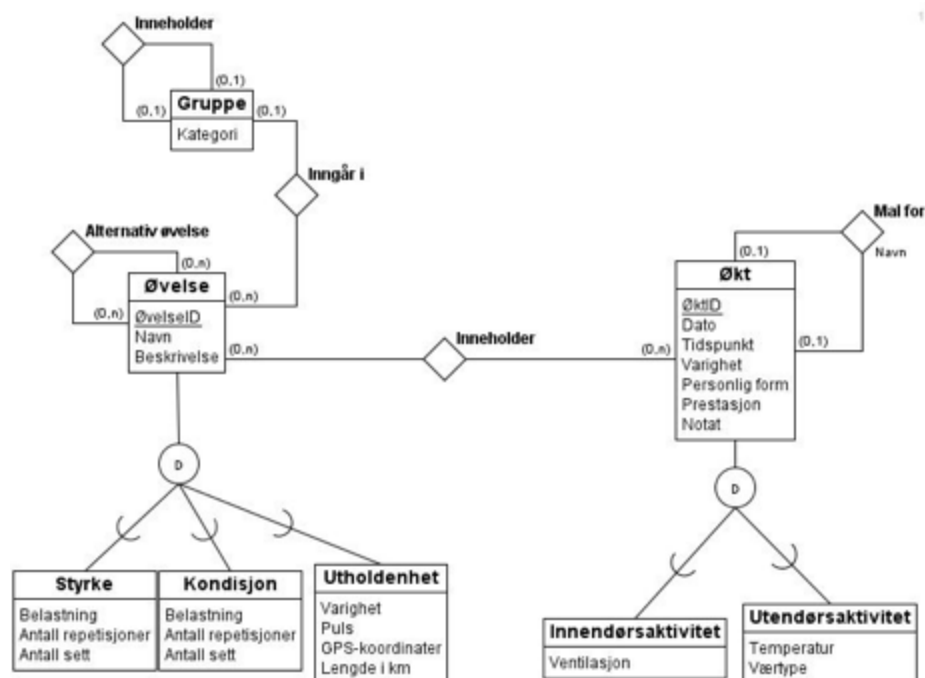 1
Inneholder
(0,1)
(0,1)
Gruppe
(0,1)
Kategori
Inngår i
Alternativ øvelse
(0,n)
Øvelse
(0,n)
(0,n)
ØvelseID
Navn
Beskrivelse
(0,n)
Inneholder
(0,n)
Mal for
Navn
(0,1)
Økt
ØktID
Dato
Tidspunkt
(0,1)
Varighet
Personlig form
Prestasjon
Notat
D
D
Styrke
Belastning
Antall repetisjoner
Antall sett
Kondisjon
Belastning
Antall repetisjoner
Antall sett
Utholdenhet
Varighet
Puls
GPS-koordinater
Lengde i km
Innendørsaktivitet
Ventilasjon
Utendørsaktivitet
Temperatur
Værtype